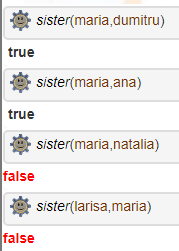 sister(maria,dumitru)
true
sister(maria,ana)
true
sister(maria,natalia)
false
sister(larisa,maria)
false